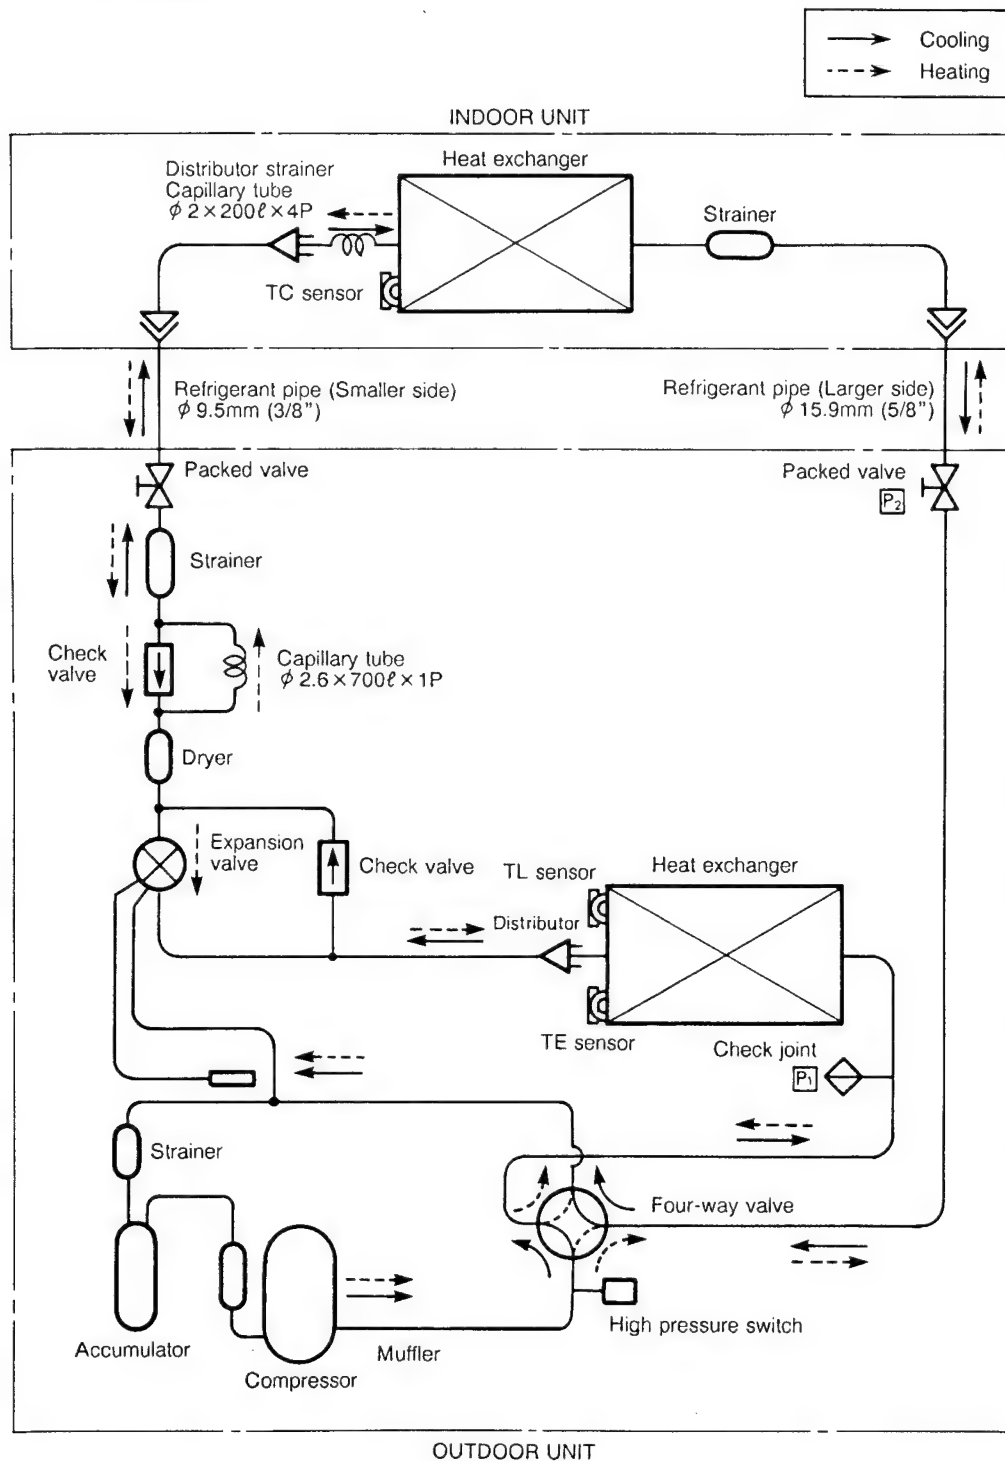 Cooling
Heating
INDOOR UNIT
Heat exchanger
Distributor strainer
Capillary tube
ϕ 2×200ℓ×4P
Strainer
TC sensor
Refrigerant pipe (Smaller side)
ϕ 9.5mm (3/8")
Refrigerant pipe (Larger side)
ϕ 15.9mm (5/8")
Packed valve
Packed valve
P₂
Strainer
Check
valve
Capillary tube
ϕ 2.6×700ℓ×1P
Dryer
Expansion
valve
Check valve
TL sensor
Heat exchanger
Distributor
TE sensor
Check joint
P₁
Strainer
Four-way valve
High pressure switch
Accumulator
Muffler
Compressor
OUTDOOR UNIT